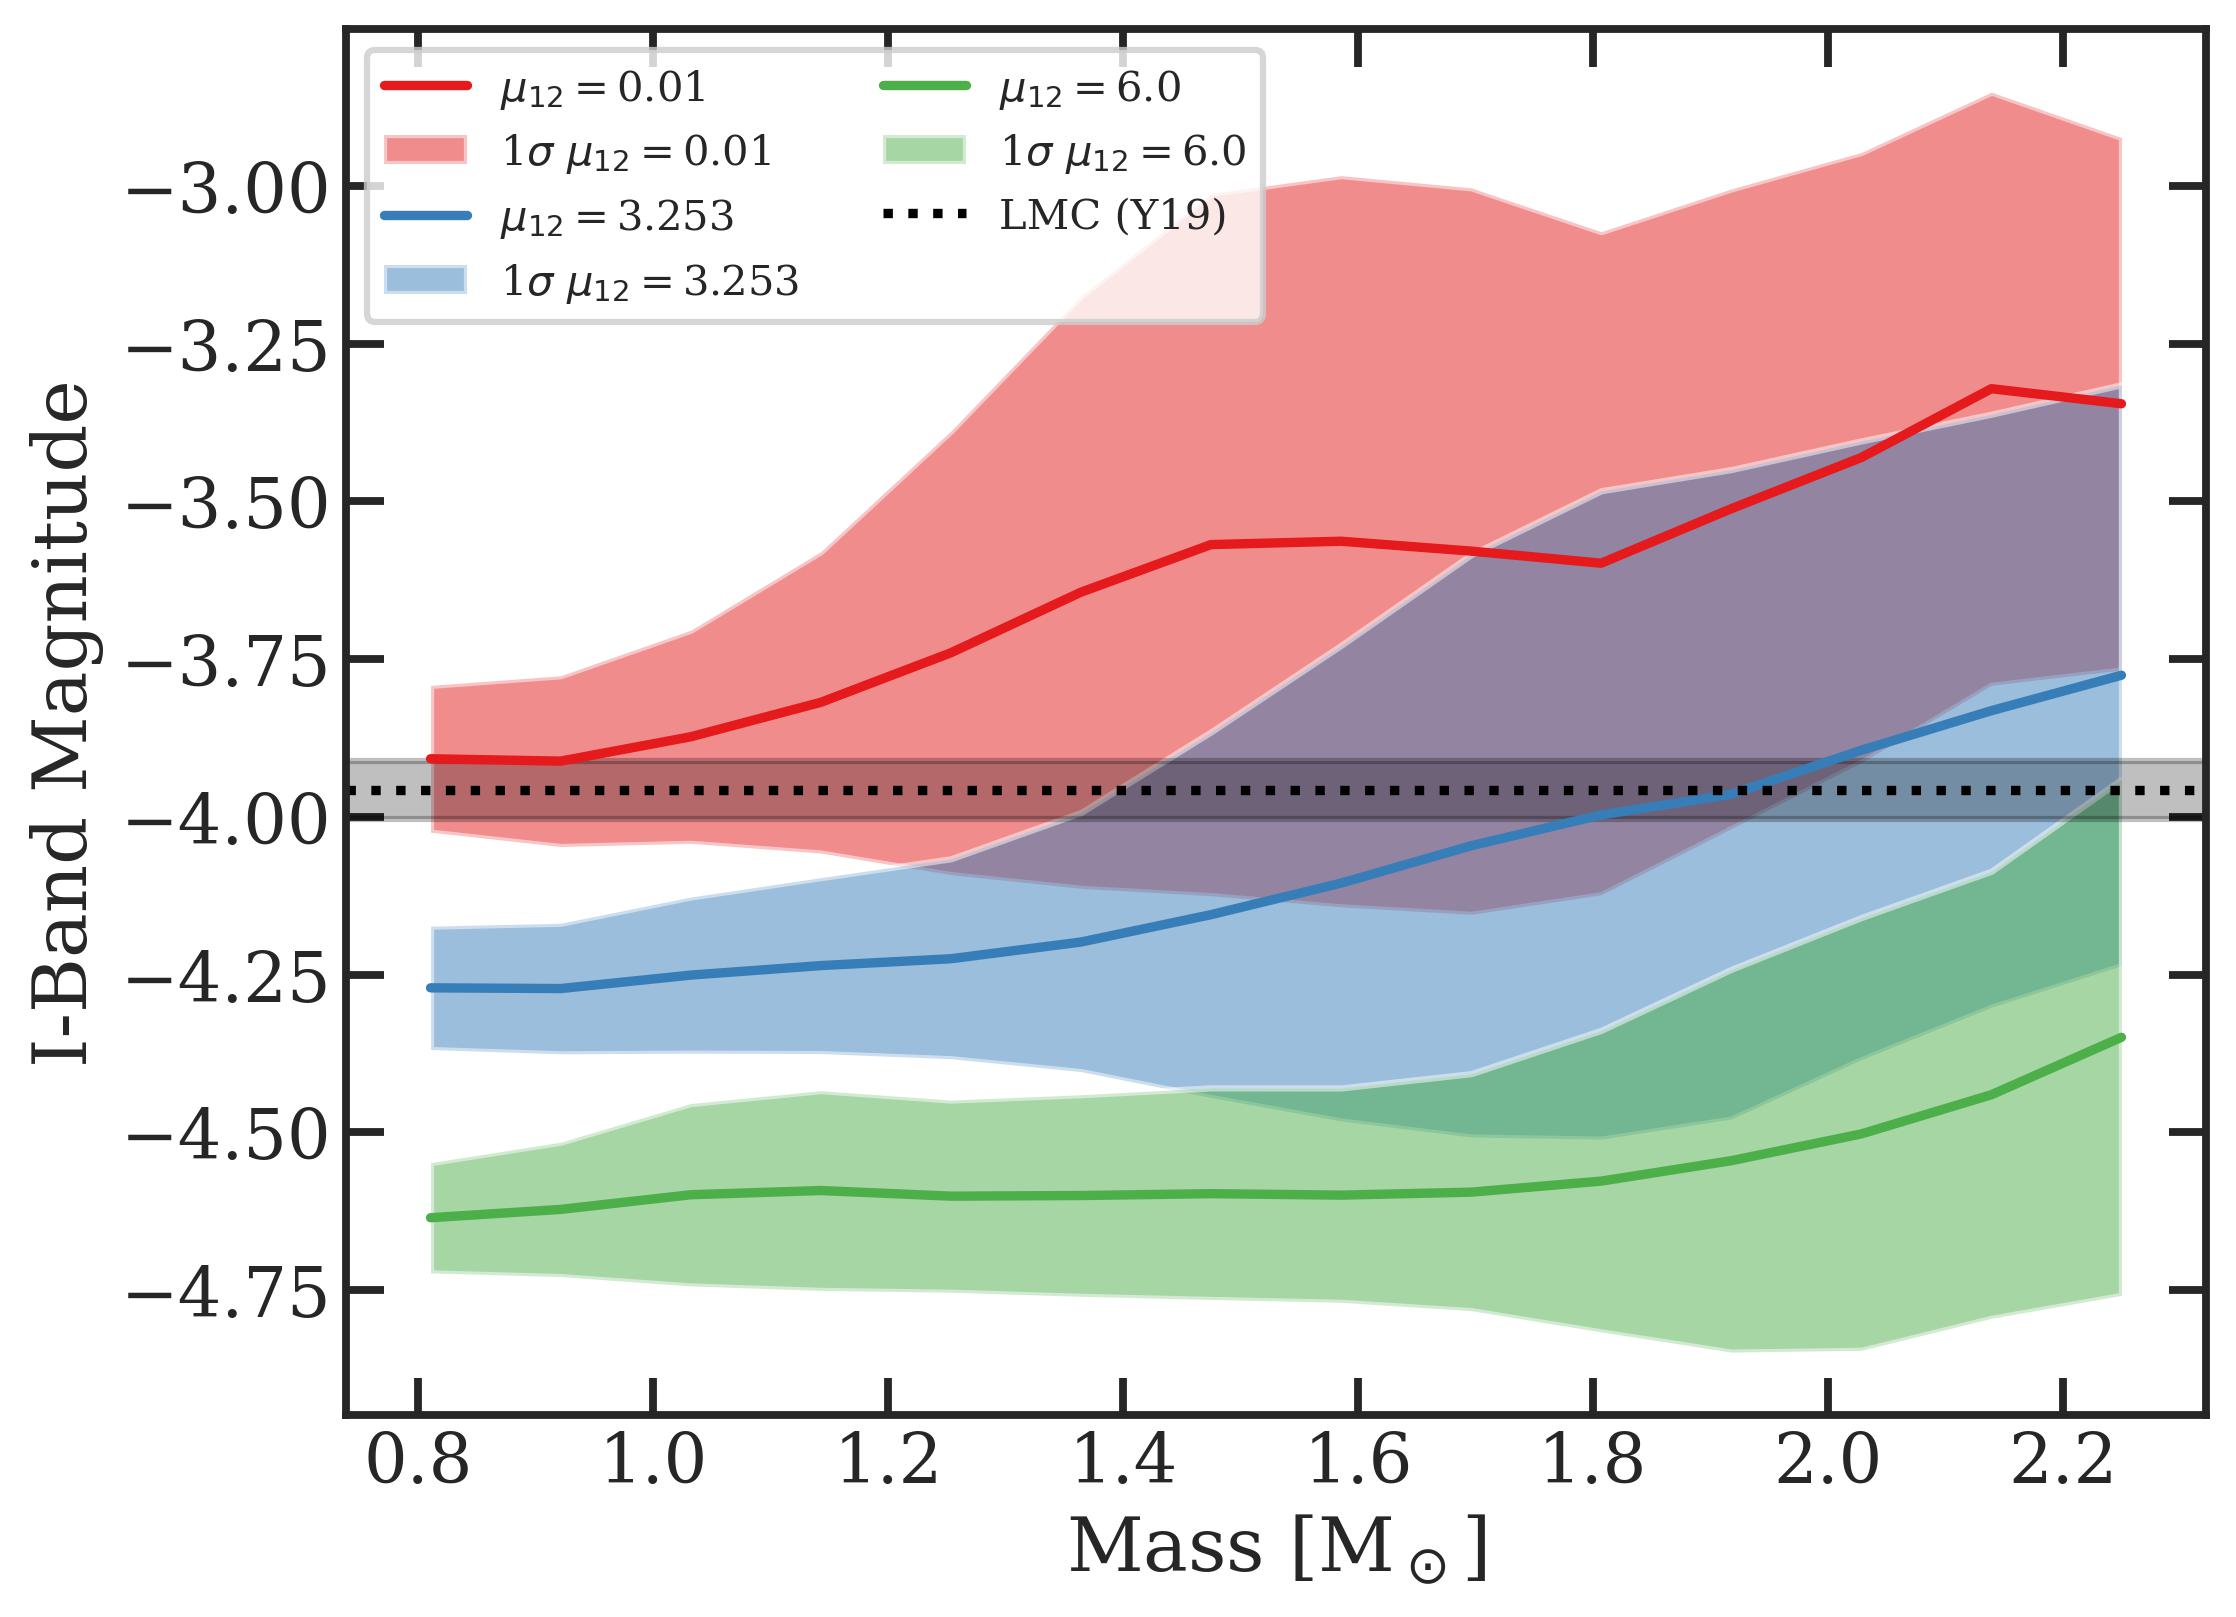 μ₁₂ = 0.01
1σ μ₁₂ = 0.01
μ₁₂ = 3.253
1σ μ₁₂ = 3.253
μ₁₂ = 6.0
1σ μ₁₂ = 6.0
LMC (Y19)
I-Band Magnitude
−3.00
−3.25
−3.50
−3.75
−4.00
−4.25
−4.50
−4.75
0.8 1.0 1.2 1.4 1.6 1.8 2.0 2.2
Mass [M⊙]